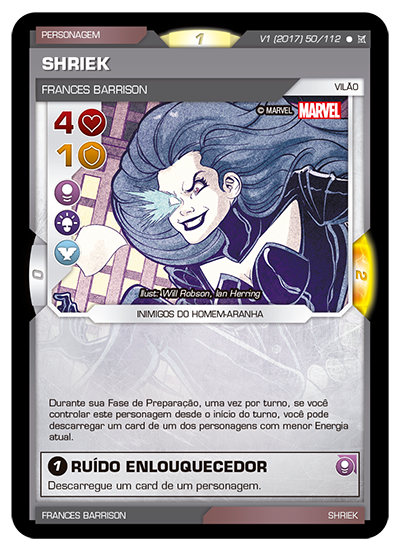 PERSONAGEM
1
V1 (2017) 50/112
SHRIEK
FRANCES BARRISON
VILÃO
4
© MARVEL MARVEL
1
0
2
Ilust: Will Robson, Ian Herring
INIMIGOS DO HOMEM-ARANHA
Durante sua Fase de Preparação, uma vez por turno, se você
controlar este personagem desde o início do turno, você pode
descarregar um card de um dos personagens com menor Energia
atual.
1 RUÍDO ENLOUQUECEDOR
Descarregue um card de um personagem.
FRANCES BARRISON
SHRIEK